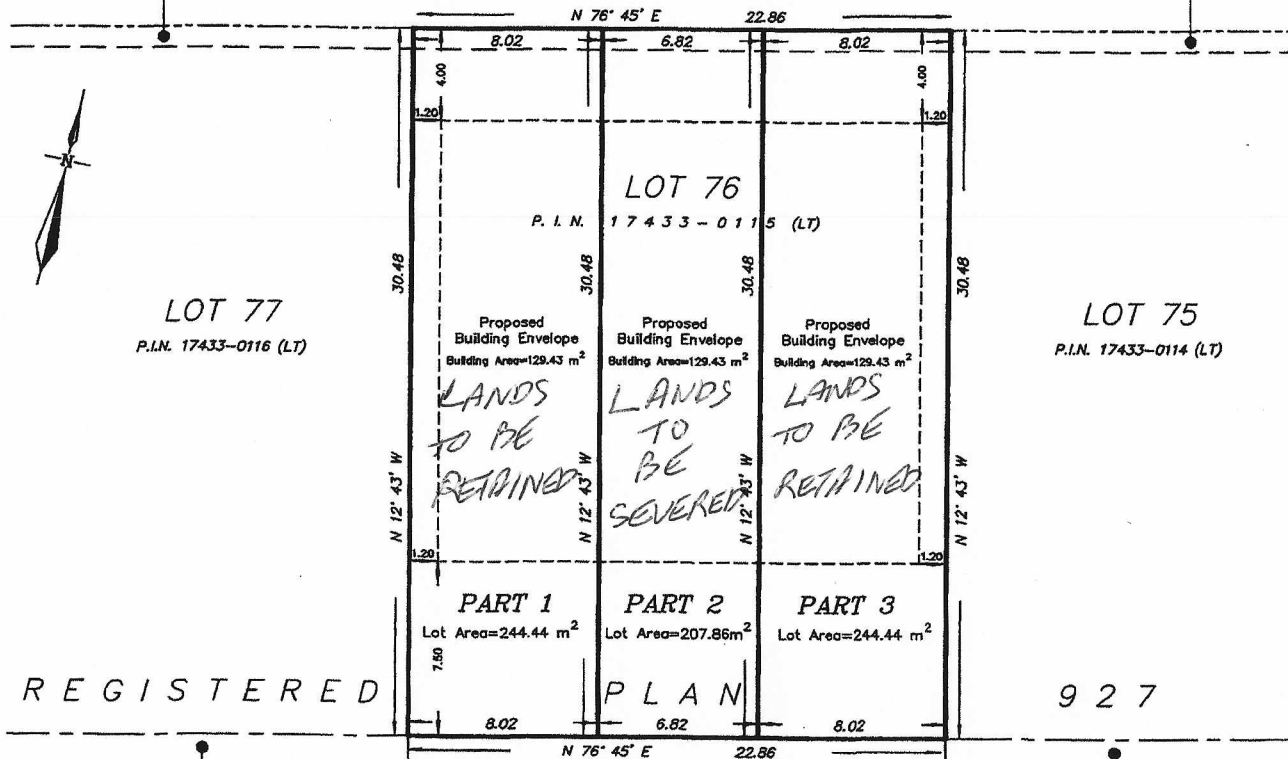 N 76° 45' E 22.86
8.02 6.82 8.02
4.00 4.00
1.20 1.20
N
LOT 76
P. I. N. 17433-0115 (LT)
30.48 30.48 30.48 30.48
LOT 77
P.I.N. 17433-0116 (LT)
LOT 75
P.I.N. 17433-0114 (LT)
Proposed
Building Envelope
Building Area=129.43 m²
LANDS
TO BE
RETAINED
Proposed
Building Envelope
Building Area=129.43 m²
LANDS
TO
BE
SEVERED
Proposed
Building Envelope
Building Area=129.43 m²
LANDS
TO BE
RETAINED
N 12° 43' W N 12° 43' W N 12° 43' W N 12° 43' W
1.20 1.20
PART 1
Lot Area=244.44 m²
PART 2
Lot Area=207.86m²
PART 3
Lot Area=244.44 m²
7.50
REGISTERED PLAN 927
8.02 6.82 8.02
N 76° 45' E 22.86